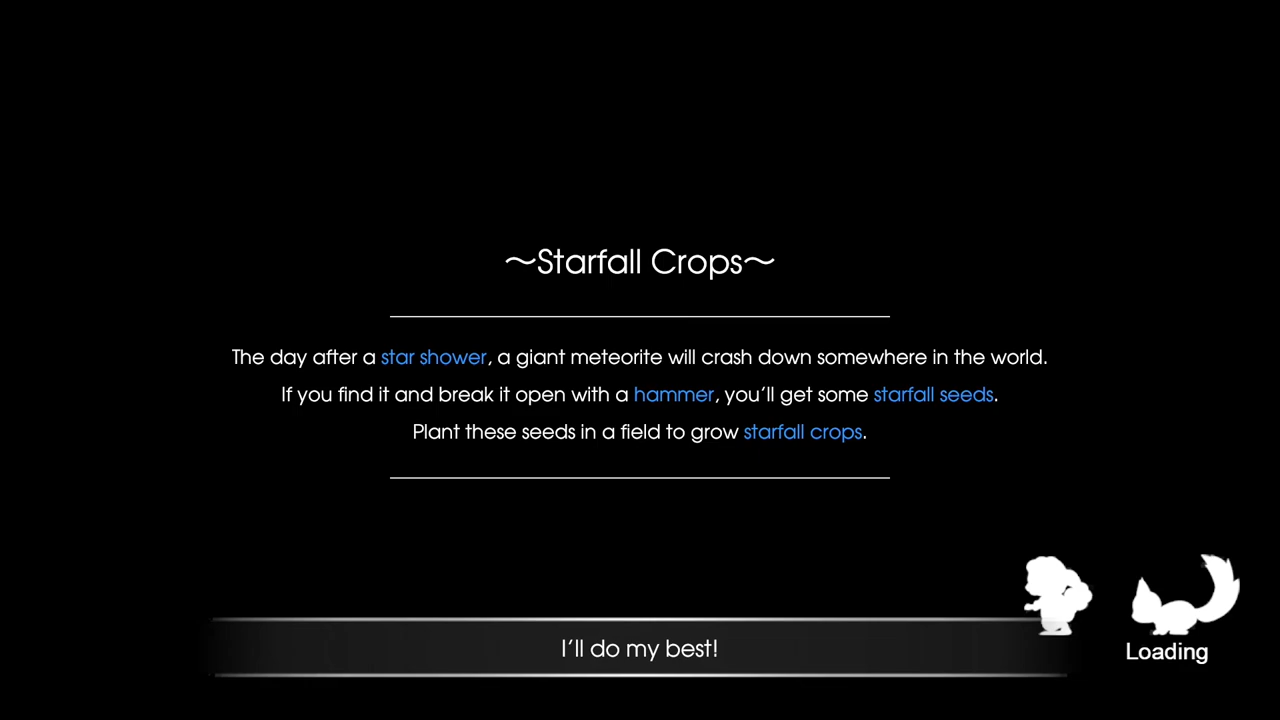 ～Starfall Crops～
The day after a star shower, a giant meteorite will crash down somewhere in the world.
If you find it and break it open with a hammer, you’ll get some starfall seeds.
Plant these seeds in a field to grow starfall crops.
I’ll do my best!
Loading